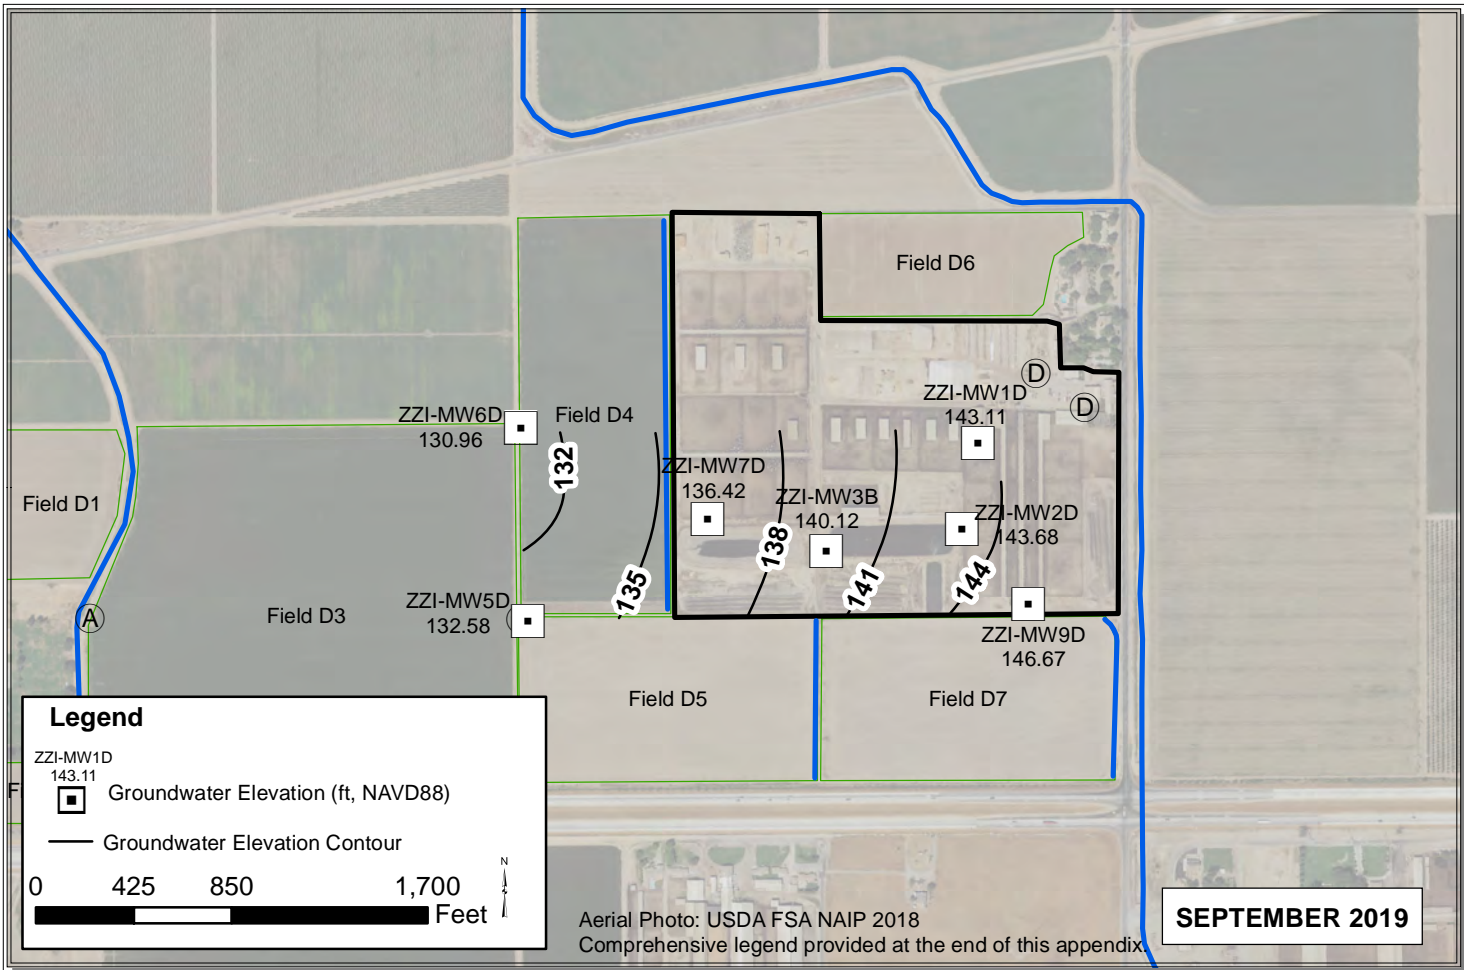 Field D6
D
D
ZZI-MW1D
143.11
ZZI-MW6D
130.96
Field D4
132
ZZI-MW7D
136.42
ZZI-MW3B
140.12
ZZI-MW2D
143.68
Field D1
138
135
141
144
ZZI-MW5D
132.58
A
Field D3
ZZI-MW9D
146.67
Field D5
Field D7
F
Legend
ZZI-MW1D
143.11
Groundwater Elevation (ft, NAVD88)
Groundwater Elevation Contour
N
0 425 850 1,700
Feet
Aerial Photo: USDA FSA NAIP 2018
Comprehensive legend provided at the end of this appendix.
SEPTEMBER 2019